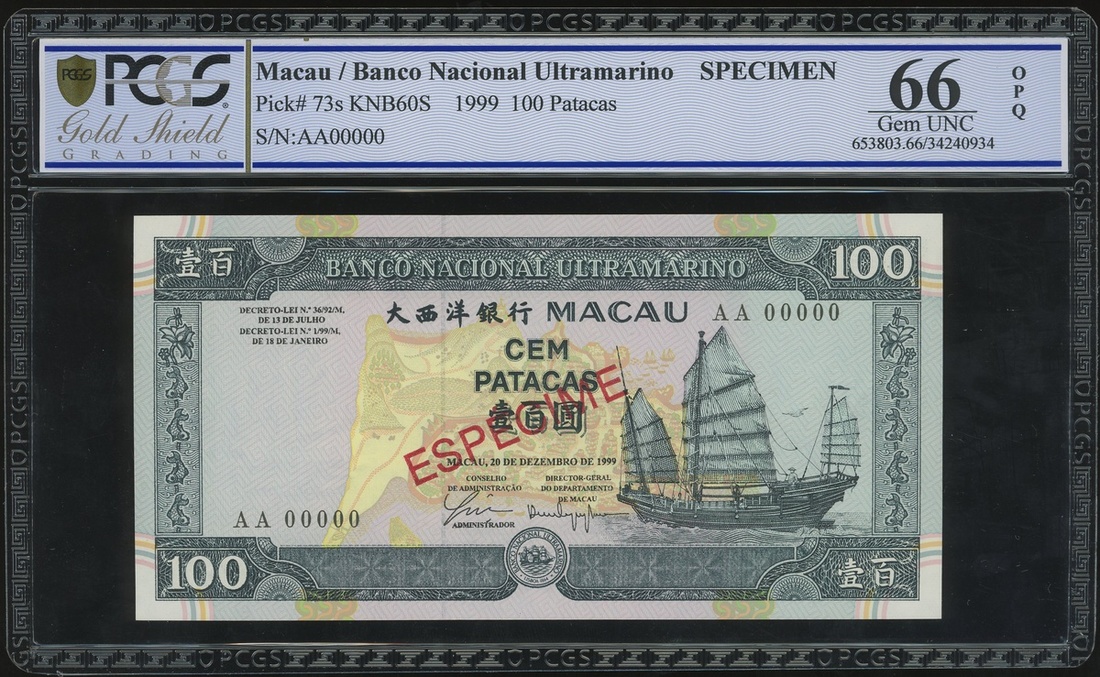 PCGS
Gold Shield
GRADING
Macau / Banco Nacional Ultramarino SPECIMEN
Pick# 73s KNB60S 1999 100 Patacas
S/N:AA00000
66
Gem UNC
653803.66/34240934
OPQ
壹百
BANCO NACIONAL ULTRAMARINO
100
DECRETO-LEI N.º 36/92/M,
DE 13 DE JULHO
DECRETO-LEI N.º 1/99/M,
DE 18 DE JANEIRO
大西洋銀行 MACAU AA 00000
CEM
PATACAS
壹百圓
ESPECIME
MACAU, 20 DE DEZEMBRO DE 1999
CONSELHO
DE ADMINISTRAÇÃO
DIRECTOR-GERAL
DO DEPARTAMENTO
DE MACAU
AA 00000
ADMINISTRADOR
BANCO NACIONAL ULTRAMARINO
100
壹百